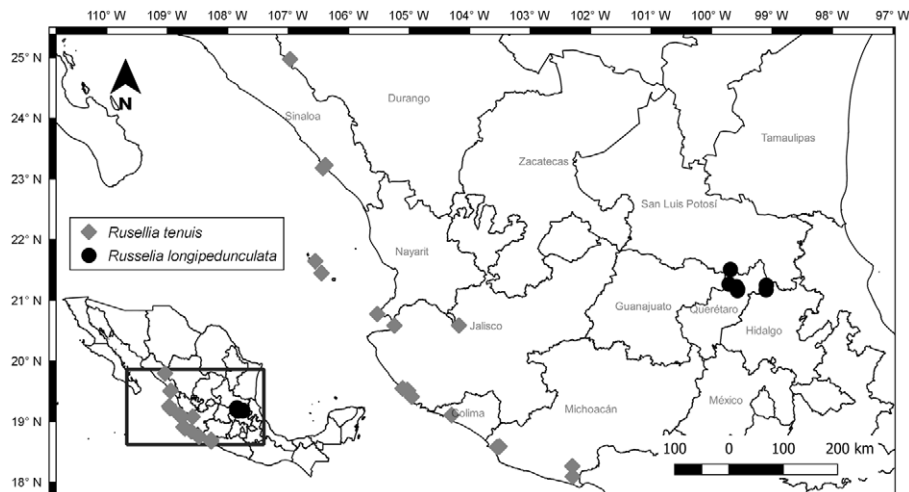 110° W 109° W 108° W 107° W 106° W 105° W 104° W 103° W 102° W 101° W 100° W 99° W 98° W 97° W
25° N
24° N
23° N
22° N
21° N
20° N
19° N
18° N
N
Sinaloa
Durango
Zacatecas
Tamaulipas
San Luis Potosí
Nayarit
Guanajuato
Querétaro
Hidalgo
Jalisco
Colima
Michoacán
México
Rusellia tenuis
Russelia longipedunculata
100 0 100 200 km